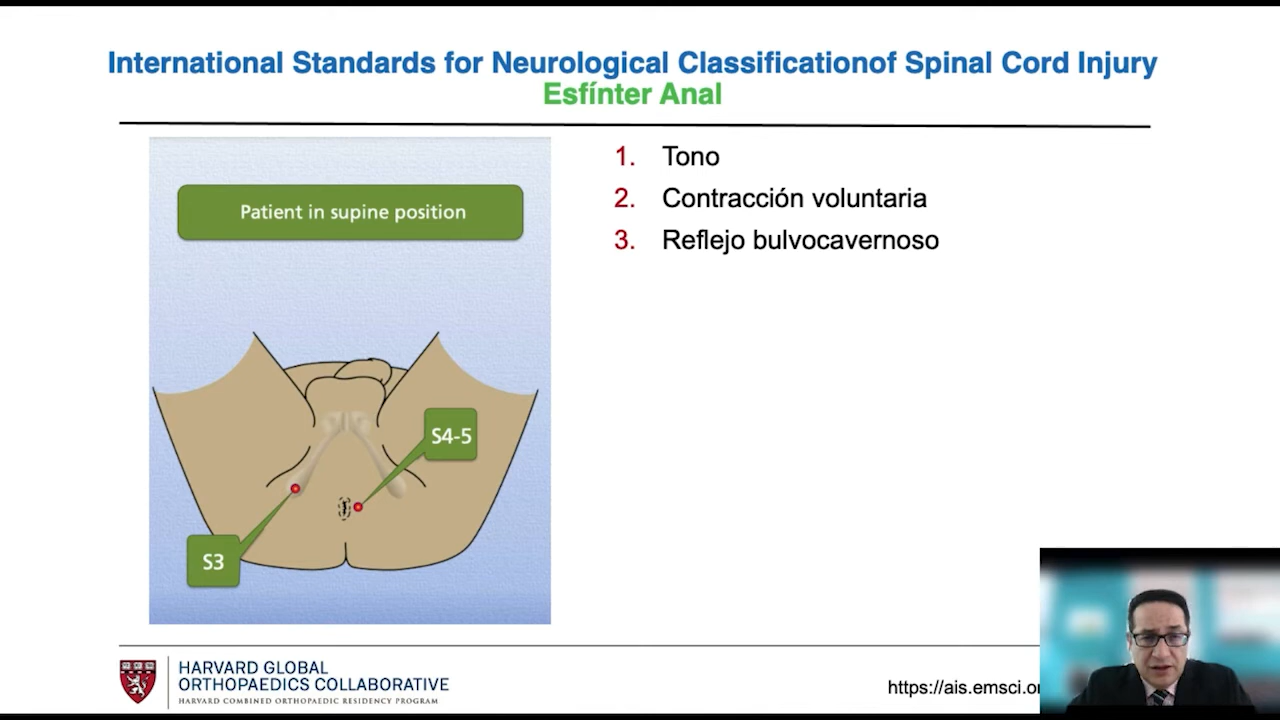 International Standards for Neurological Classificationof Spinal Cord Injury
Esfínter Anal
Patient in supine position
S4-5
S3
1. Tono
2. Contracción voluntaria
3. Reflejo bulvocavernoso
HARVARD GLOBAL
ORTHOPAEDICS COLLABORATIVE
HARVARD COMBINED ORTHOPAEDIC RESIDENCY PROGRAM
https://ais.emsci.or